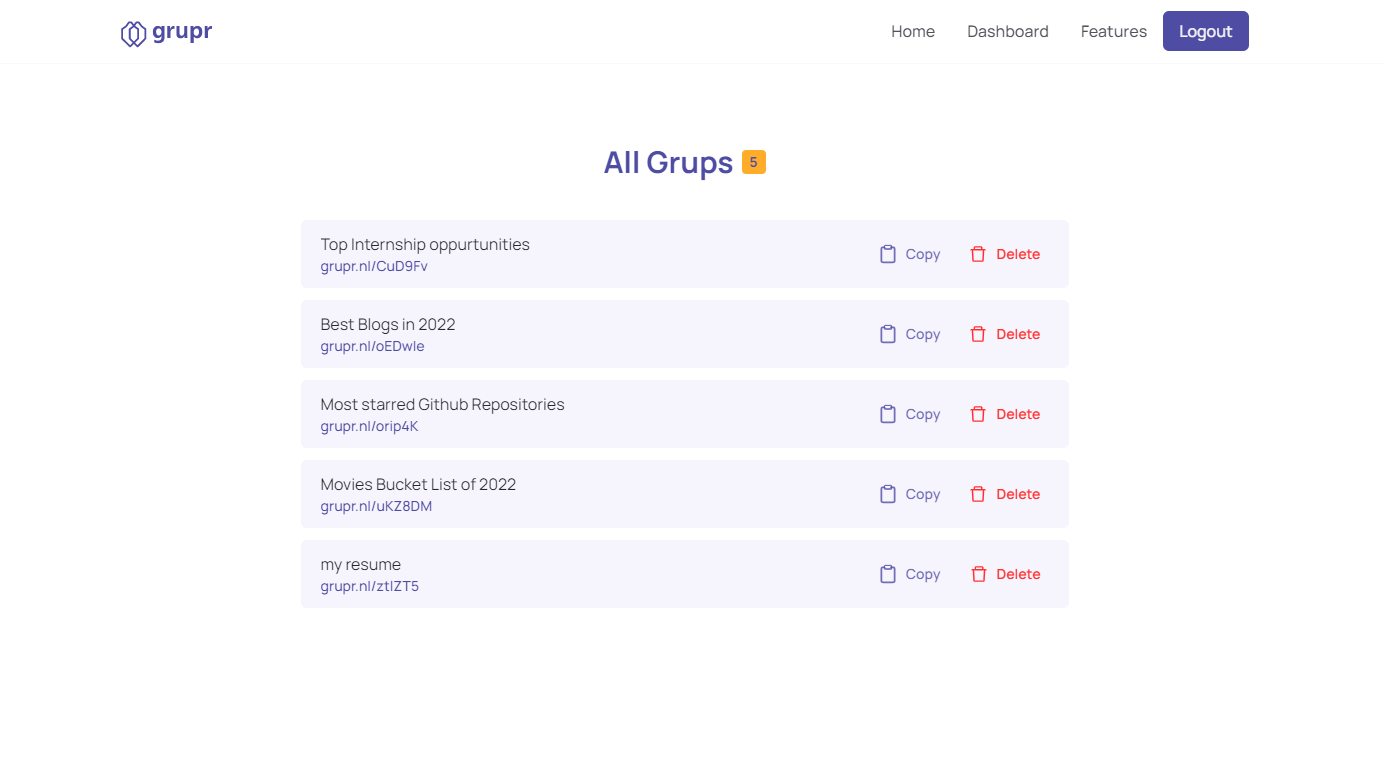 grupr
Home Dashboard Features Logout
All Grups 5
Top Internship oppurtunities
grupr.nl/CuD9Fv
Copy Delete
Best Blogs in 2022
grupr.nl/oEDwIe
Copy Delete
Most starred Github Repositories
grupr.nl/orip4K
Copy Delete
Movies Bucket List of 2022
grupr.nl/uKZ8DM
Copy Delete
my resume
grupr.nl/ztIZT5
Copy Delete